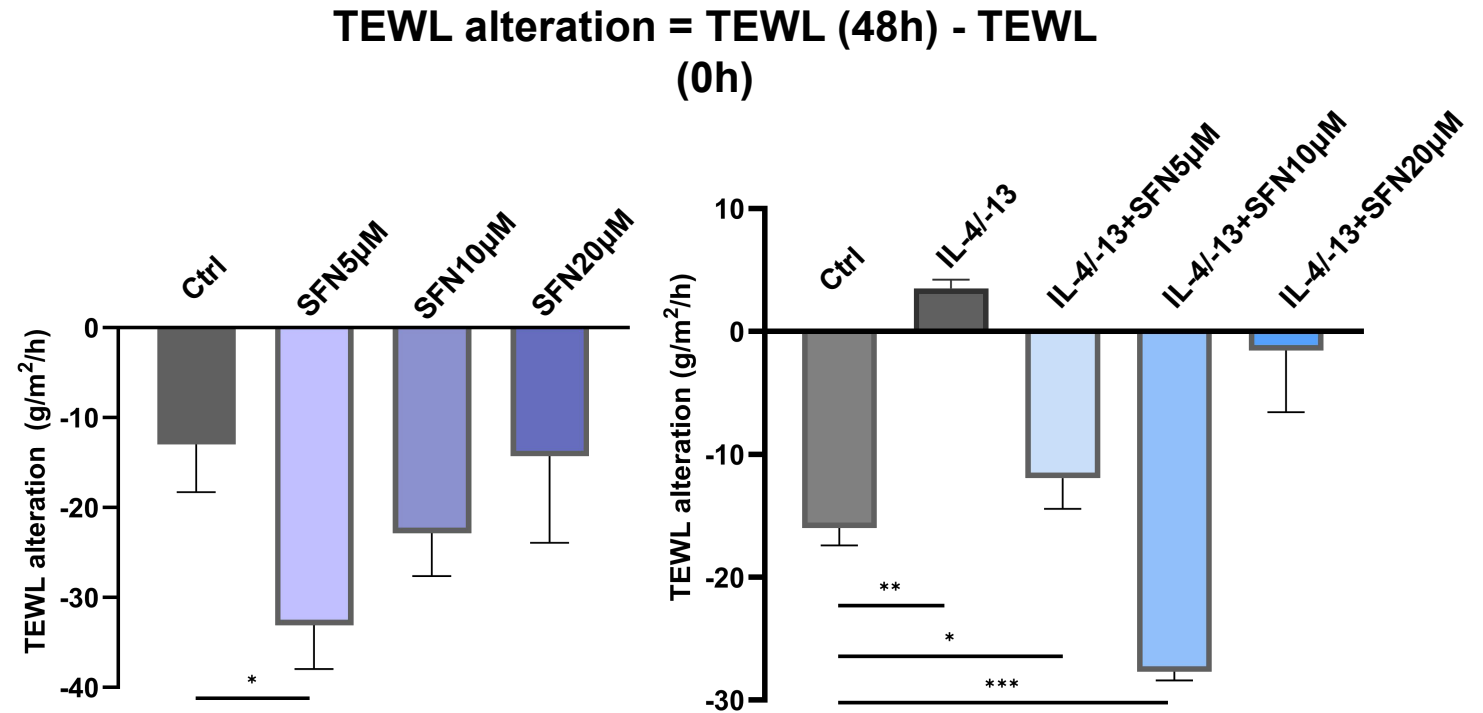 TEWL alteration = TEWL (48h) - TEWL
(0h)
TEWL alteration  (g/m²/h)
0
-10
-20
-30
-40
Ctrl
SFN5µM
SFN10µM
SFN20µM
*
TEWL alteration (g/m²/h)
10
0
-10
-20
-30
Ctrl
IL-4/-13
IL-4/-13+SFN5µM
IL-4/-13+SFN10µM
IL-4/-13+SFN20µM
**
*
***